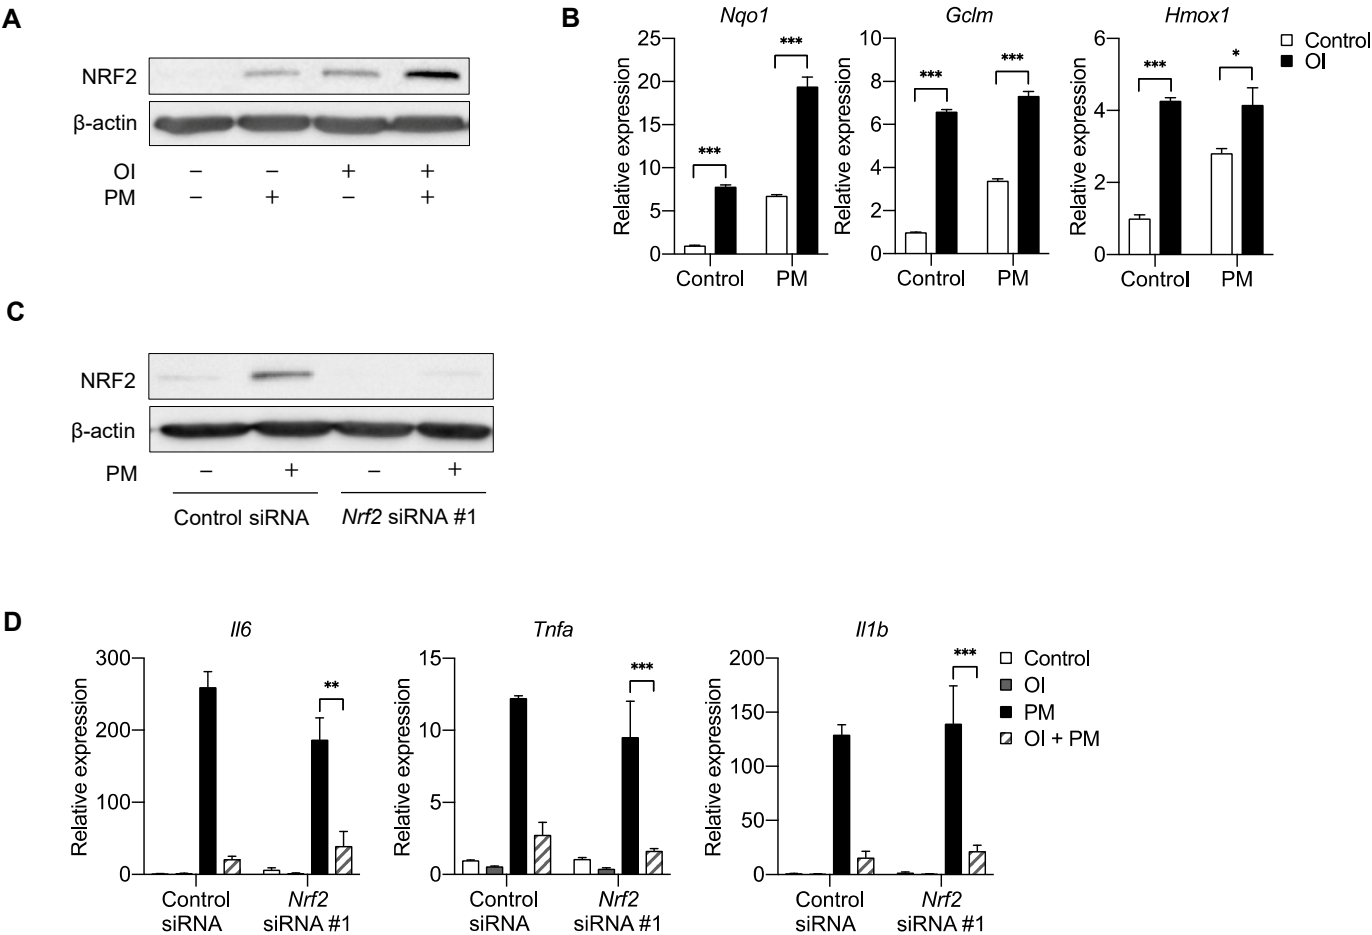 A
NRF2
β-actin
OI − − + +
PM − + − +
B
Nqo1
Relative expression
25
20
15
10
5
0
***
***
Control PM
Gclm
Relative expression
10
8
6
4
2
0
***
***
Control PM
Hmox1
Relative expression
6
4
2
0
***
*
Control PM
Control
OI
C
NRF2
β-actin
PM − + − +
Control siRNA Nrf2 siRNA #1
D
Il6
Relative expression
300
200
100
0
**
Control Nrf2
siRNA siRNA #1
Tnfa
Relative expression
15
10
5
0
***
Control Nrf2
siRNA siRNA #1
Il1b
Relative expression
200
150
100
50
0
***
Control Nrf2
siRNA siRNA #1
Control
OI
PM
OI + PM